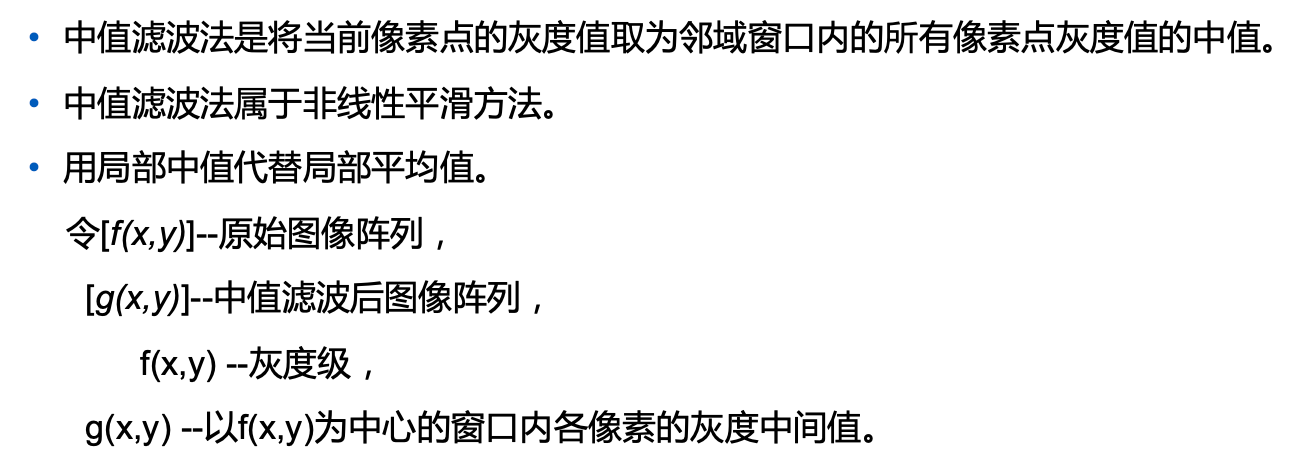 • 中值滤波法是将当前像素点的灰度值取为邻域窗口内的所有像素点灰度值的中值。
• 中值滤波法属于非线性平滑方法。
• 用局部中值代替局部平均值。
令[f(x,y)]--原始图像阵列，
[g(x,y)]--中值滤波后图像阵列，
f(x,y) --灰度级，
g(x,y) --以f(x,y)为中心的窗口内各像素的灰度中间值。